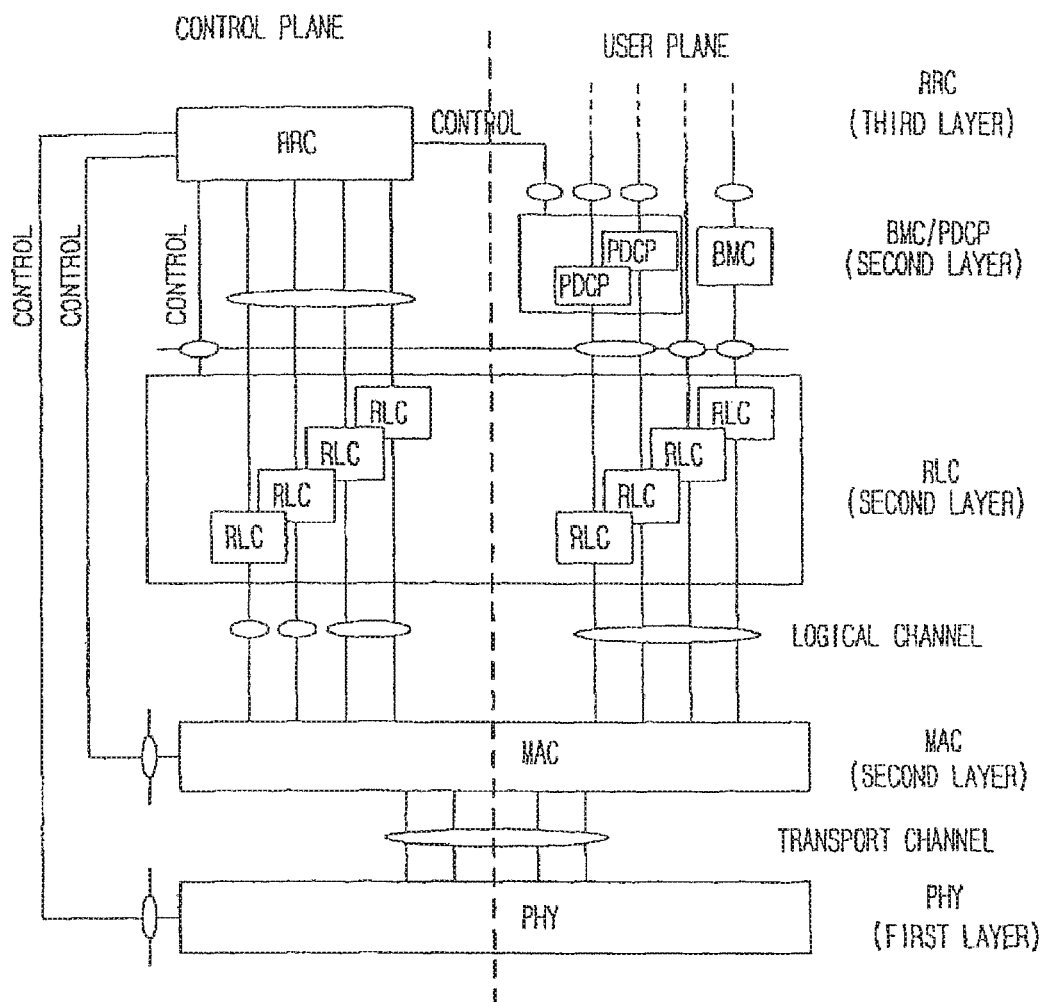 CONTROL PLANE
USER PLANE
RRC
(THIRD LAYER)
RRC
CONTROL
CONTROL
CONTROL
CONTROL
PDCP
PDCP
BMC
BMC/PDCP
(SECOND LAYER)
RLC
RLC
RLC
RLC
RLC
RLC
RLC
RLC
RLC
(SECOND LAYER)
LOGICAL CHANNEL
MAC
MAC
(SECOND LAYER)
TRANSPORT CHANNEL
PHY
PHY
(FIRST LAYER)